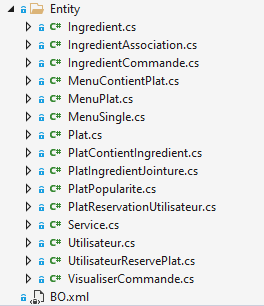 Entity
C# Ingredient.cs
C# IngredientAssociation.cs
C# IngredientCommande.cs
C# MenuContientPlat.cs
C# MenuPlat.cs
C# MenuSingle.cs
C# Plat.cs
C# PlatContientIngredient.cs
C# PlatIngredientJointure.cs
C# PlatPopularite.cs
C# PlatReservationUtilisateur.cs
C# Service.cs
C# Utilisateur.cs
C# UtilisateurReservePlat.cs
C# VisualiserCommande.cs
BO.xml